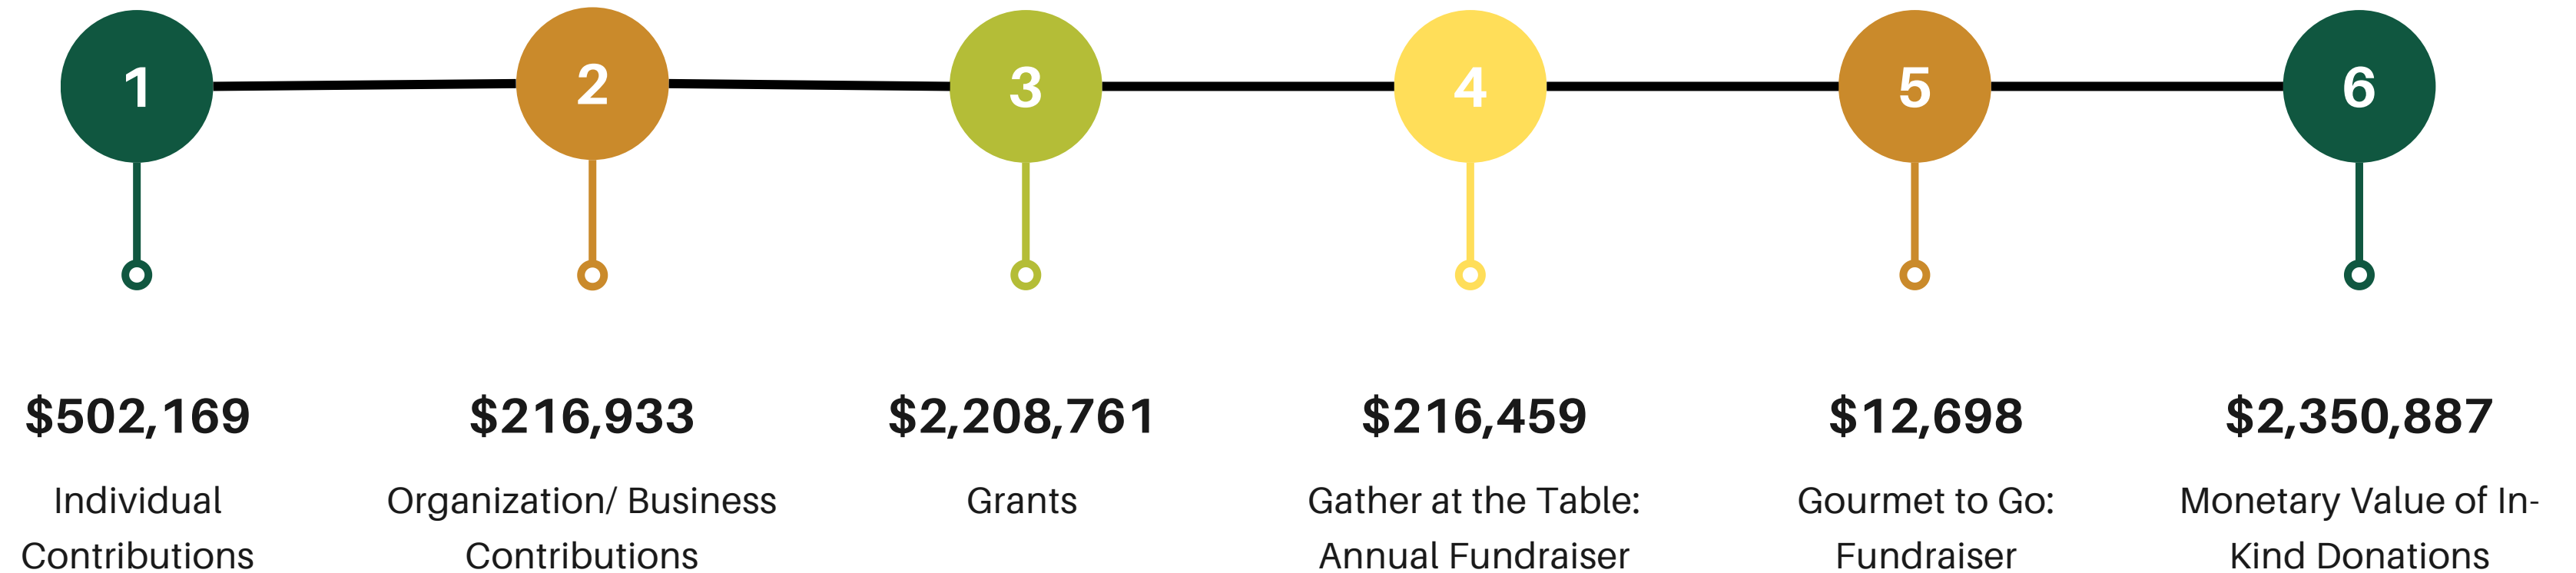 1
2
3
4
5
6
$502,169
Individual
Contributions
$216,933
Organization/ Business
Contributions
$2,208,761
Grants
$216,459
Gather at the Table:
Annual Fundraiser
$12,698
Gourmet to Go:
Fundraiser
$2,350,887
Monetary Value of In-
Kind Donations